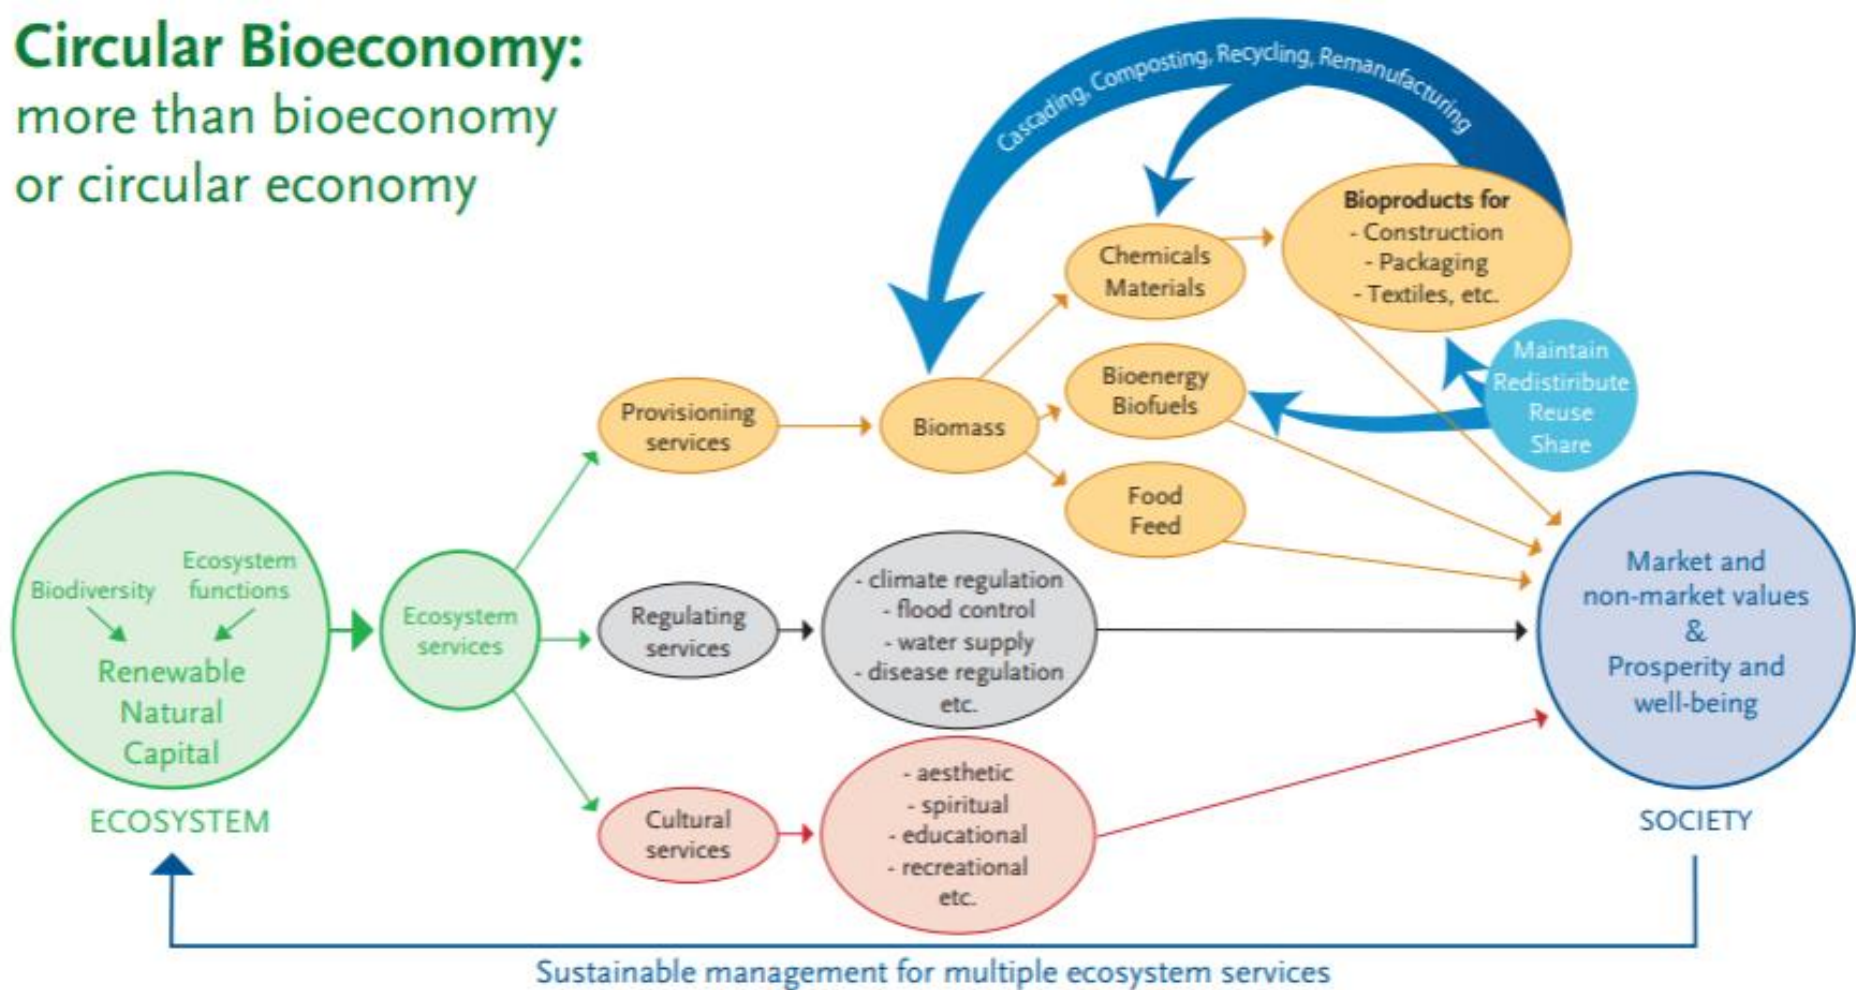 Circular Bioeconomy:
more than bioeconomy
or circular economy
Cascading, Composting, Recycling, Remanufacturing
Bioproducts for
- Construction
- Packaging
- Textiles, etc.
Chemicals
Materials
Maintain
Redistiribute
Reuse
Share
Bioenergy
Biofuels
Provisioning
services
Biomass
Food
Feed
Biodiversity
Ecosystem
functions
Renewable
Natural
Capital
ECOSYSTEM
Ecosystem
services
Regulating
services
- climate regulation
- flood control
- water supply
- disease regulation
etc.
Cultural
services
- aesthetic
- spiritual
- educational
- recreational
etc.
Market and
non-market values
&
Prosperity and
well-being
SOCIETY
Sustainable management for multiple ecosystem services